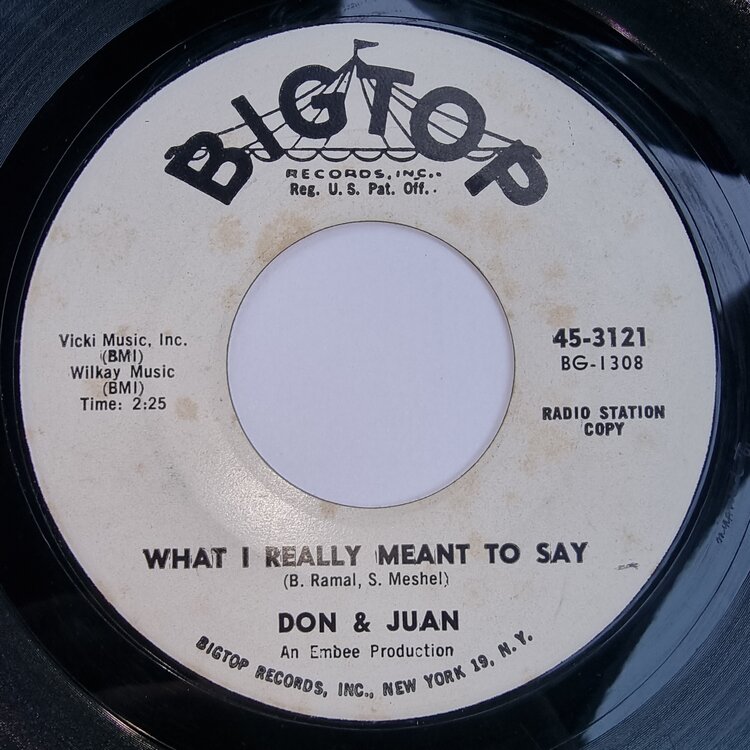 BIGTOP
RECORDS, INC..
Reg. U. S. Pat. Off. .
Vicki Music, Inc.
(BMI)
Wilkay Music
(BMI)
Time: 2:25
45-3121
BG-1308
RADIO STATION
COPY
WHAT I REALLY MEANT TO SAY
(B. Ramal, S. Meshel)
DON & JUAN
An Embee Production
BIGTOP RECORDS, INC., NEW YORK 19, N. Y.